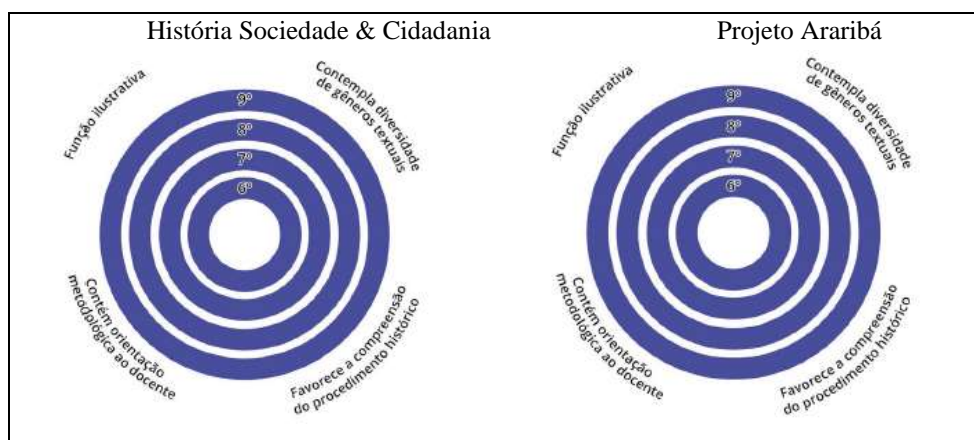 História Sociedade & Cidadania
Função ilustrativa
Contempla diversidade
de gêneros textuais
9º
8º
7º
6º
Contém orientação
metodológica ao docente
Favorece a compreensão
do procedimento histórico
Projeto Araribá
Função ilustrativa
Contempla diversidade
de gêneros textuais
9º
8º
7º
6º
Contém orientação
metodológica ao docente
Favorece a compreensão
do procedimento histórico